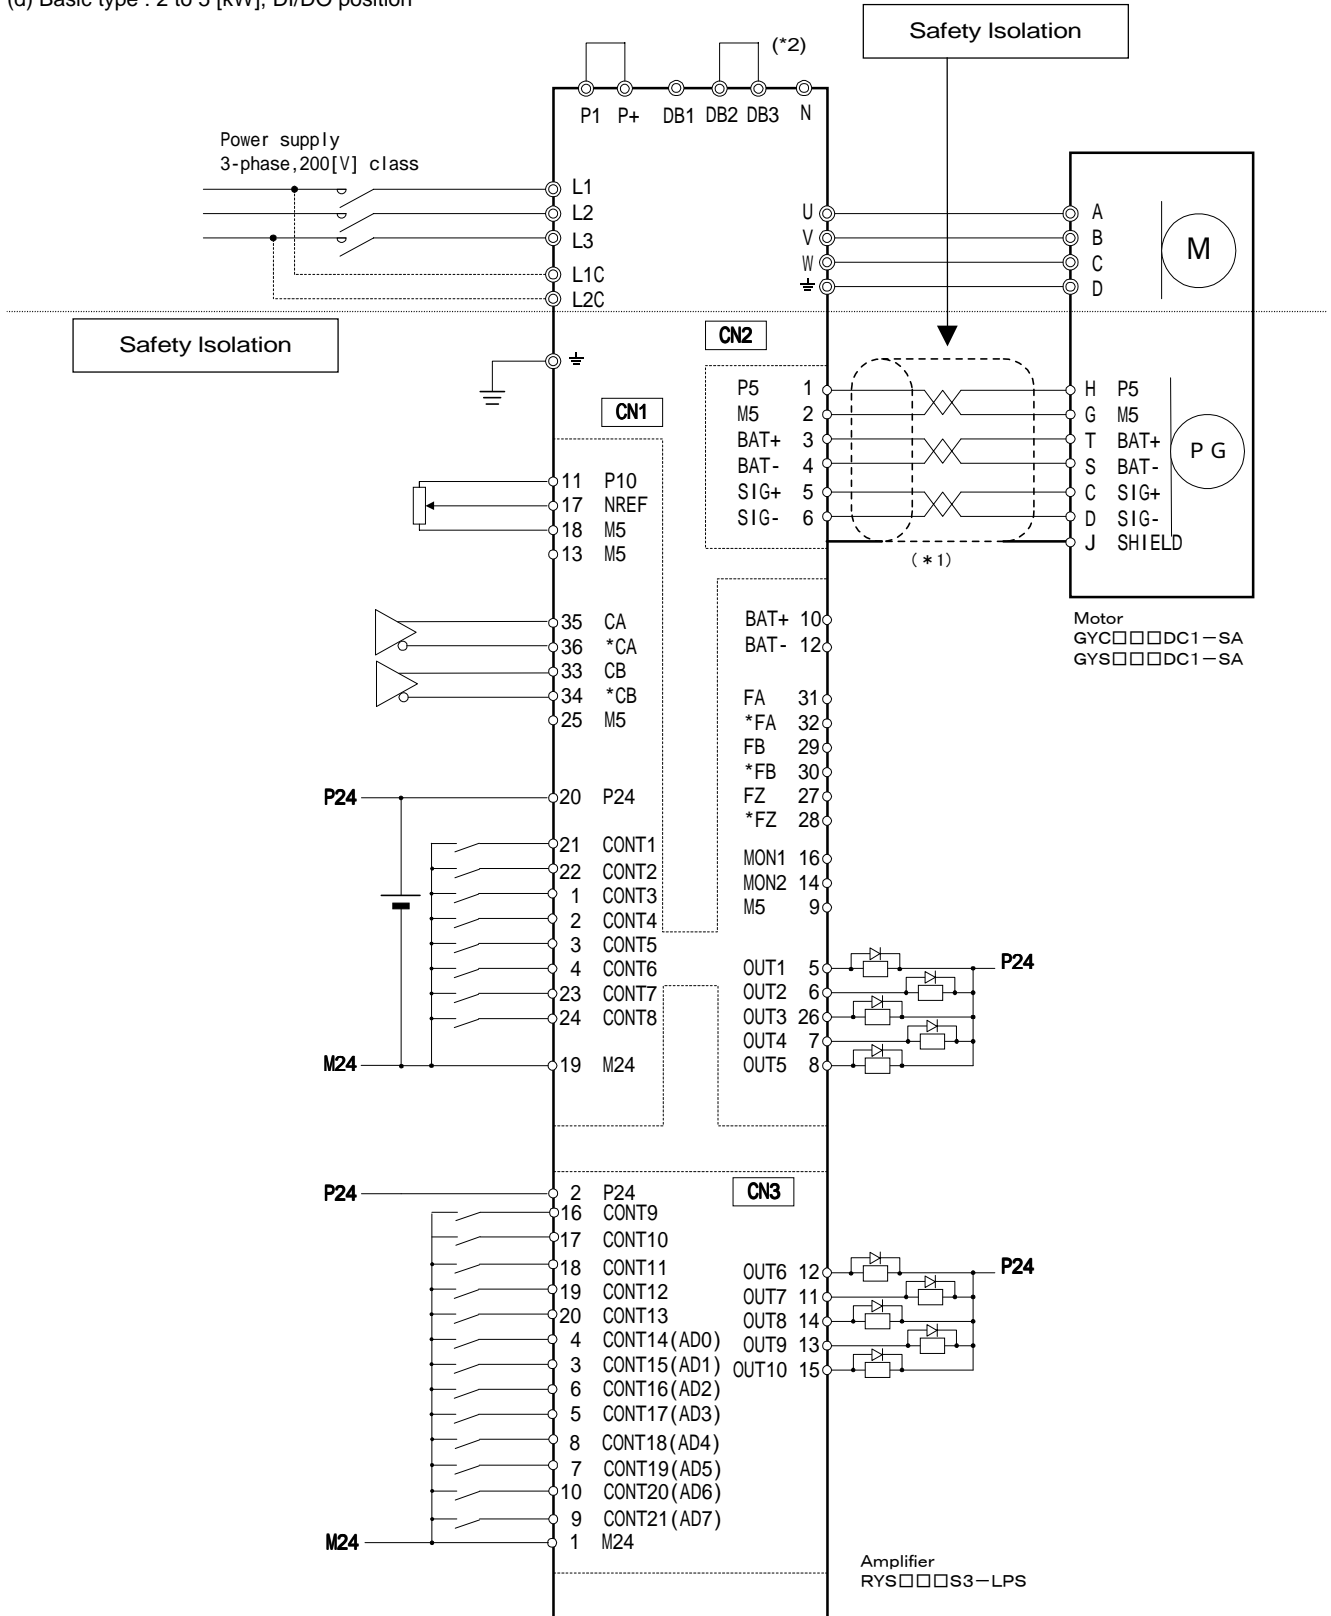 (d) Basic type : 2 to 5 [kW], DI/DO position
Safety Isolation
(*2)
P1 P+ DB1 DB2 DB3 N
Power supply
3-phase,200[V] class
L1
L2
L3
L1C
L2C
U
V
W
A
B
C
D
M
Safety Isolation
CN2
P5 1
M5 2
BAT+ 3
BAT- 4
SIG+ 5
SIG- 6
(*1)
H P5
G M5
T BAT+
S BAT-
C SIG+
D SIG-
J SHIELD
PG
Motor
GYC□□□DC1-SA
GYS□□□DC1-SA
CN1
11 P10
17 NREF
18 M5
13 M5
35 CA
36 *CA
33 CB
34 *CB
25 M5
P24
20 P24
21 CONT1
22 CONT2
1 CONT3
2 CONT4
3 CONT5
4 CONT6
23 CONT7
24 CONT8
M24
19 M24
BAT+ 10
BAT- 12
FA 31
*FA 32
FB 29
*FB 30
FZ 27
*FZ 28
MON1 16
MON2 14
M5 9
OUT1 5
OUT2 6
OUT3 26
OUT4 7
OUT5 8
P24
CN3
P24
2 P24
16 CONT9
17 CONT10
18 CONT11
19 CONT12
20 CONT13
4 CONT14(AD0)
3 CONT15(AD1)
6 CONT16(AD2)
5 CONT17(AD3)
8 CONT18(AD4)
7 CONT19(AD5)
10 CONT20(AD6)
9 CONT21(AD7)
M24
1 M24
OUT6 12
OUT7 11
OUT8 14
OUT9 13
OUT10 15
P24
Amplifier
RYS□□□S3-LPS